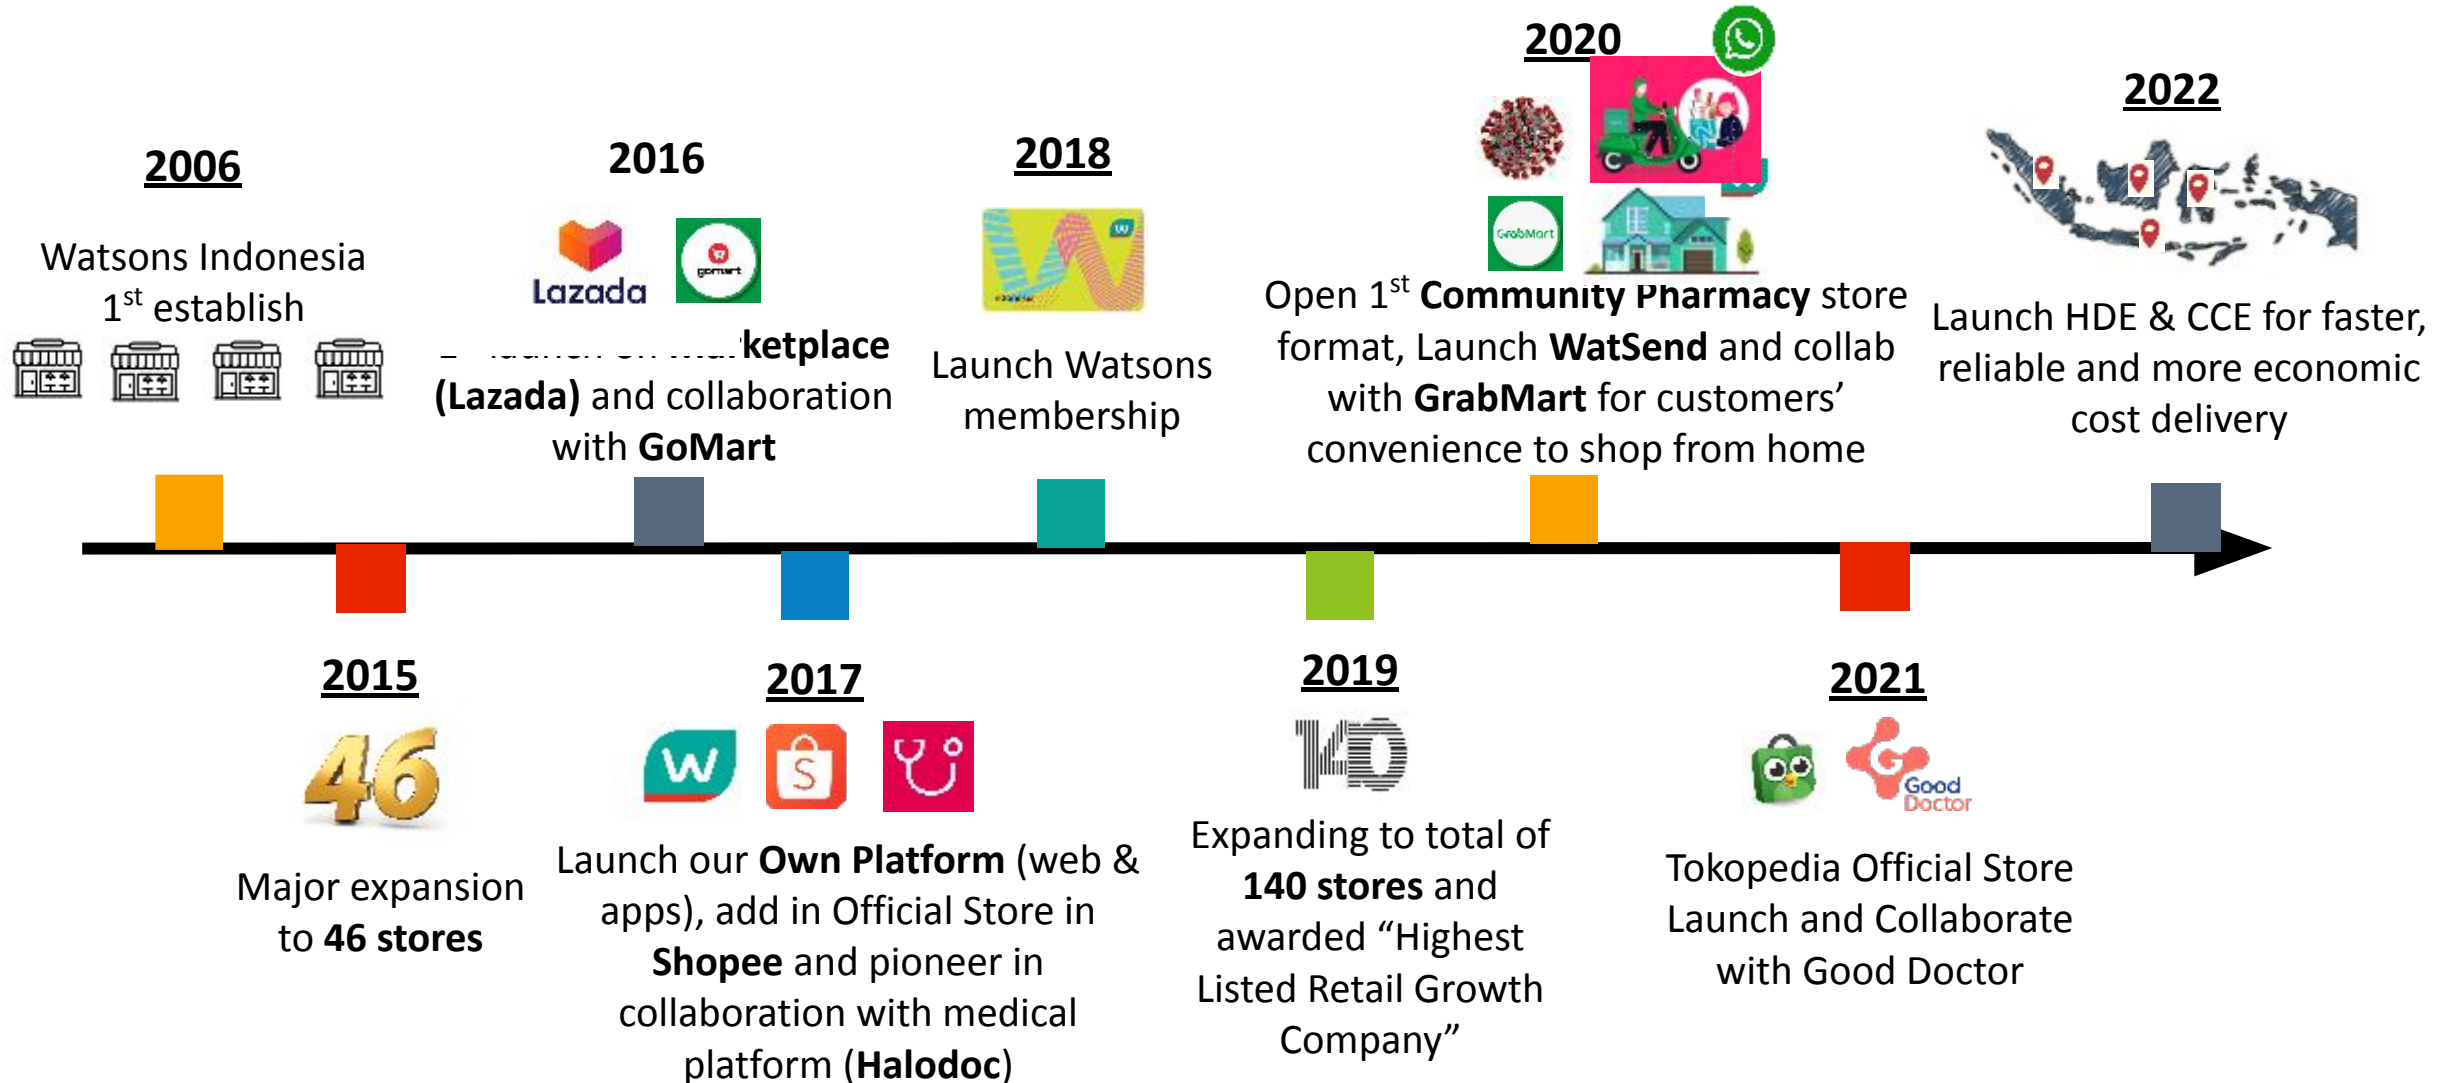 2006
Watsons Indonesia
1st establish
2016
Lazada
gomart
ketplace
(Lazada) and collaboration
with GoMart
2018
Launch Watsons
membership
2020
GrabMart
Open 1st Community Pharmacy store
format, Launch WatSend and collab
with GrabMart for customers’
convenience to shop from home
2022
Launch HDE & CCE for faster,
reliable and more economic
cost delivery
2015
46
Major expansion
to 46 stores
2017
W
S
Launch our Own Platform (web &
apps), add in Official Store in
Shopee and pioneer in
collaboration with medical
platform (Halodoc)
2019
140
Expanding to total of
140 stores and
awarded “Highest
Listed Retail Growth
Company”
2021
G
Good
Doctor
Tokopedia Official Store
Launch and Collaborate
with Good Doctor